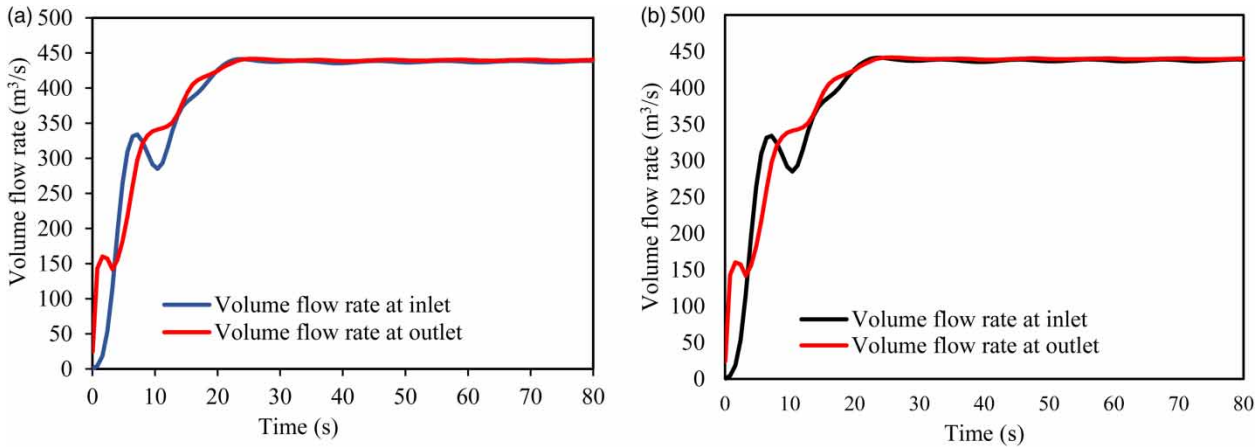 (a)
Volume flow rate (m³/s)
500
450
400
350
300
250
200
150
100
50
0
Volume flow rate at inlet
Volume flow rate at outlet
0 10 20 30 40 50 60 70 80
Time (s)
(b)
Volume flow rate (m³/s)
500
450
400
350
300
250
200
150
100
50
0
Volume flow rate at inlet
Volume flow rate at outlet
0 10 20 30 40 50 60 70 80
Time (s)